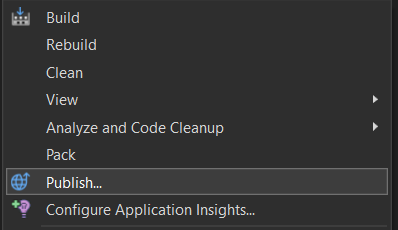 Build
Rebuild
Clean
View
Analyze and Code Cleanup
Pack
Publish...
Configure Application Insights...